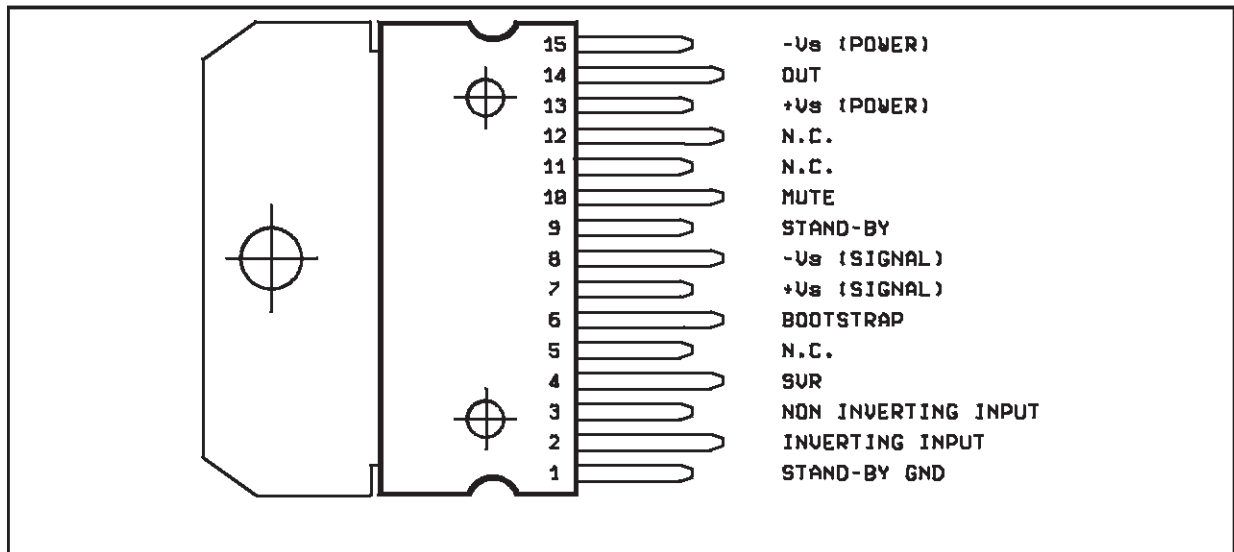 15 -Vs (POWER)
14 OUT
13 +Vs (POWER)
12 N.C.
11 N.C.
10 MUTE
9 STAND-BY
8 -Vs (SIGNAL)
7 +Vs (SIGNAL)
6 BOOTSTRAP
5 N.C.
4 SVR
3 NON INVERTING INPUT
2 INVERTING INPUT
1 STAND-BY GND